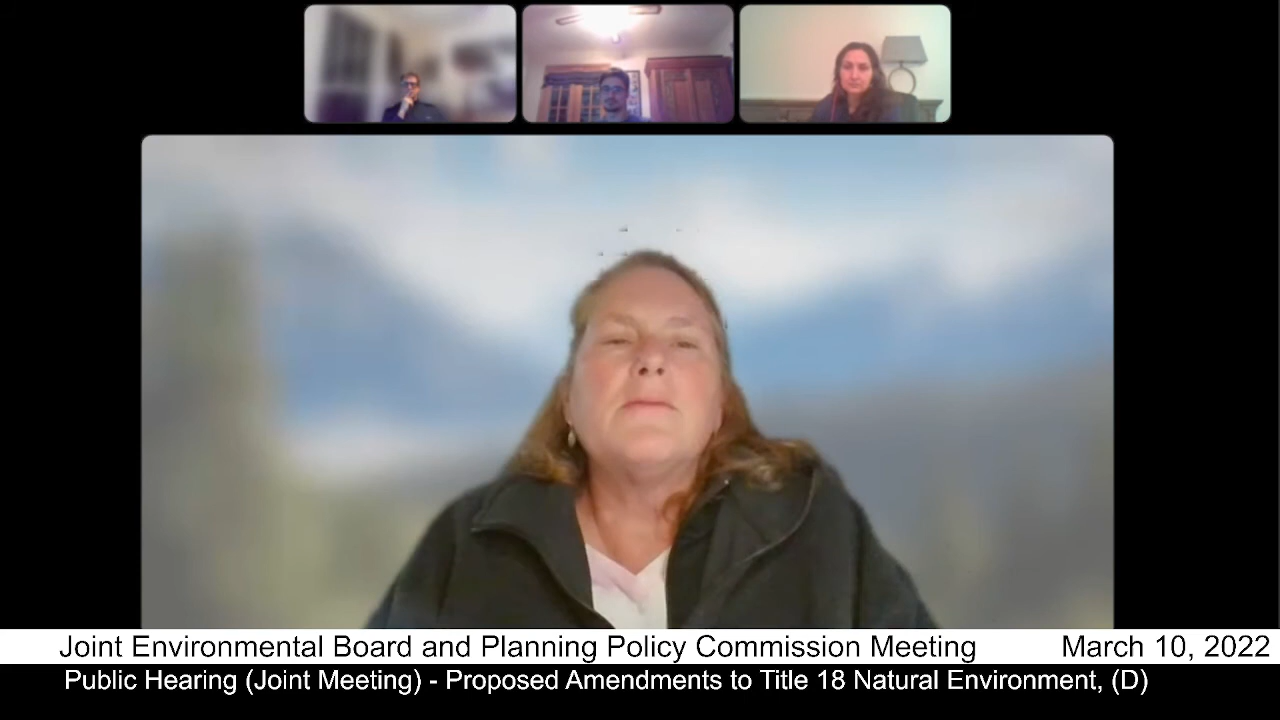 Joint Environmental Board and Planning Policy Commission Meeting March 10, 2022
Public Hearing (Joint Meeting) - Proposed Amendments to Title 18 Natural Environment, (D)